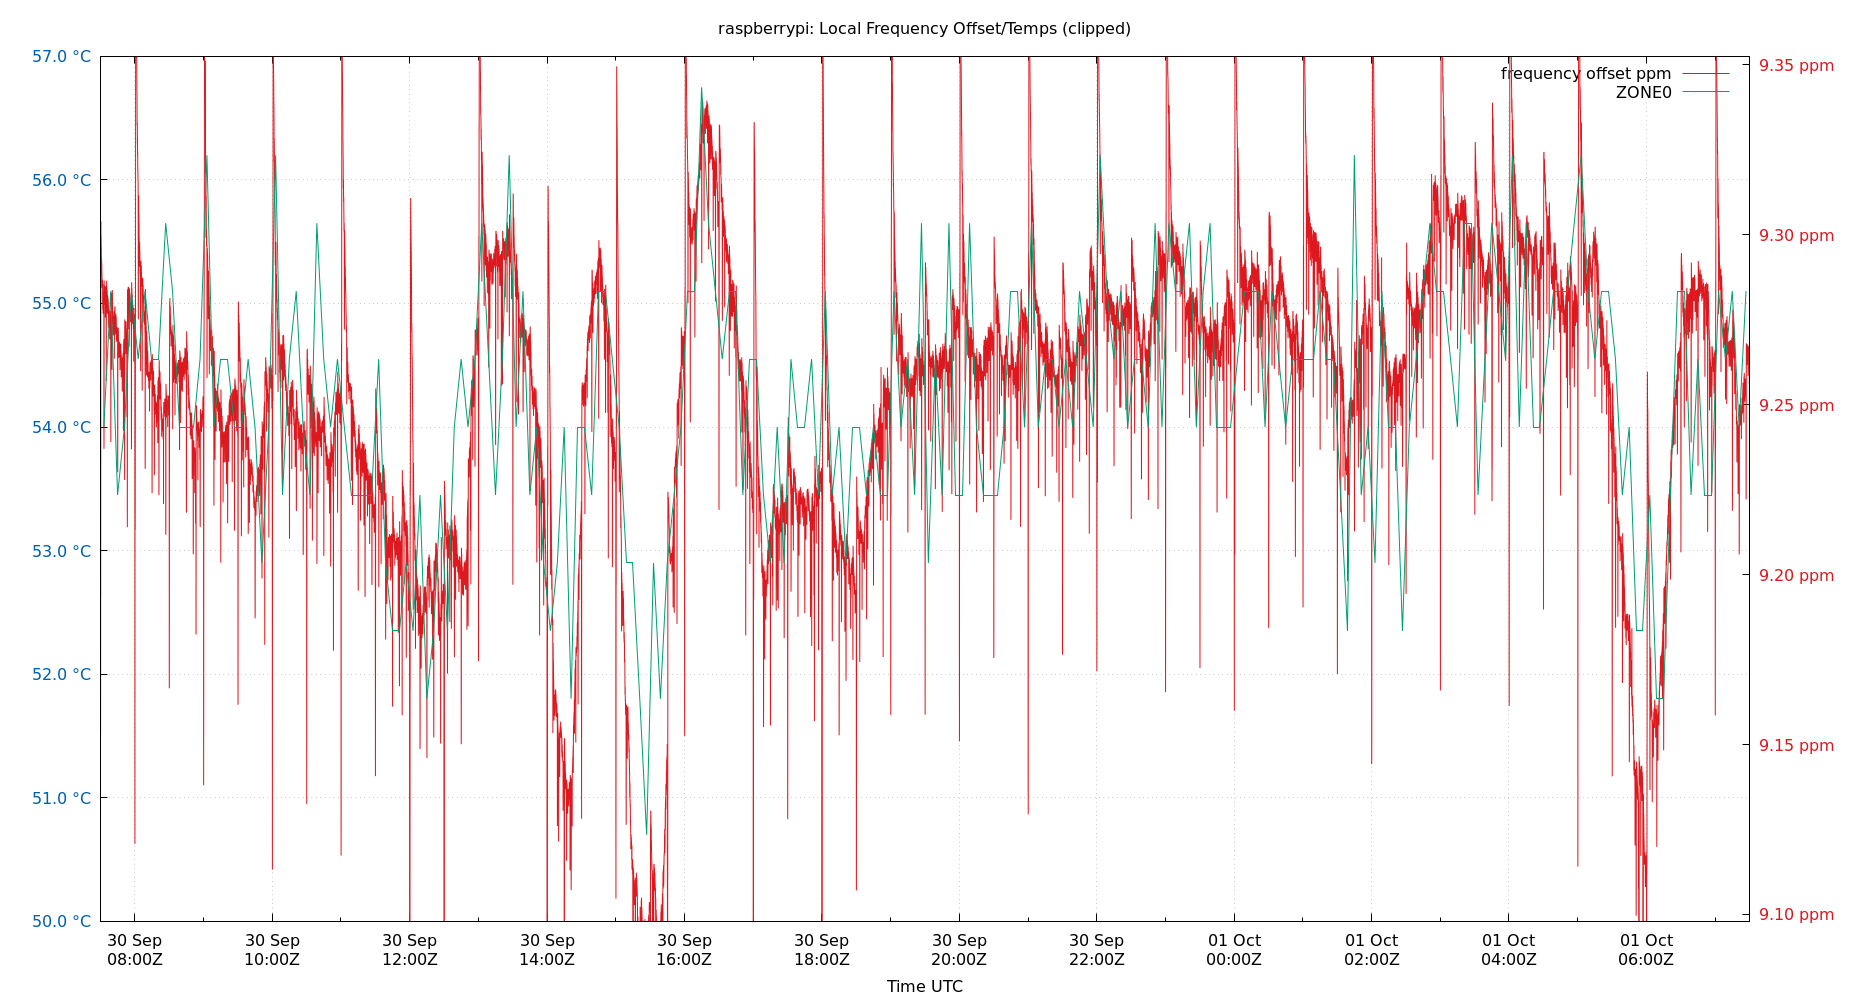 raspberrypi: Local Frequency Offset/Temps (clipped)
57.0 °C
56.0 °C
55.0 °C
54.0 °C
53.0 °C
52.0 °C
51.0 °C
50.0 °C
frequency offset ppm
ZONE0
9.35 ppm
9.30 ppm
9.25 ppm
9.20 ppm
9.15 ppm
9.10 ppm
30 Sep
08:00Z
30 Sep
10:00Z
30 Sep
12:00Z
30 Sep
14:00Z
30 Sep
16:00Z
30 Sep
18:00Z
30 Sep
20:00Z
30 Sep
22:00Z
01 Oct
00:00Z
01 Oct
02:00Z
01 Oct
04:00Z
01 Oct
06:00Z
Time UTC